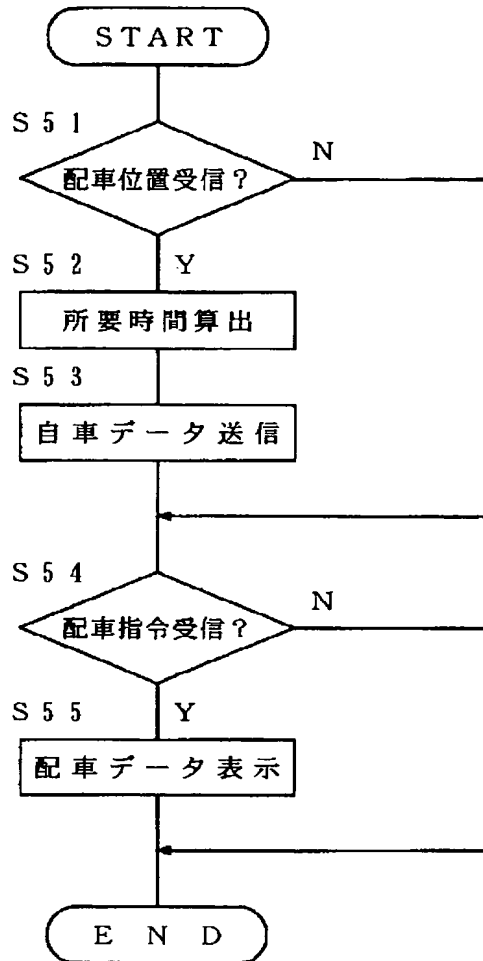 START
S51
配車位置受信？
N
S52
Y
所要時間算出
S53
自車データ送信
S54
配車指令受信？
N
S55
Y
配車データ表示
END